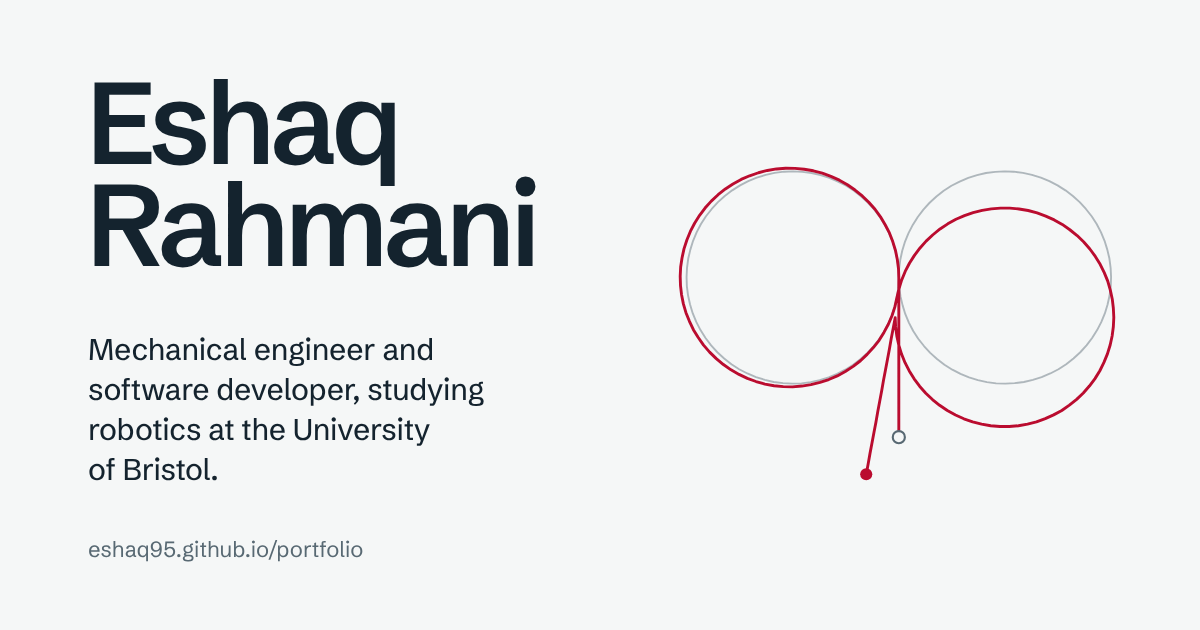 Eshaq
Rahmani
Mechanical engineer and
software developer, studying
robotics at the University
of Bristol.
eshaq95.github.io/portfolio